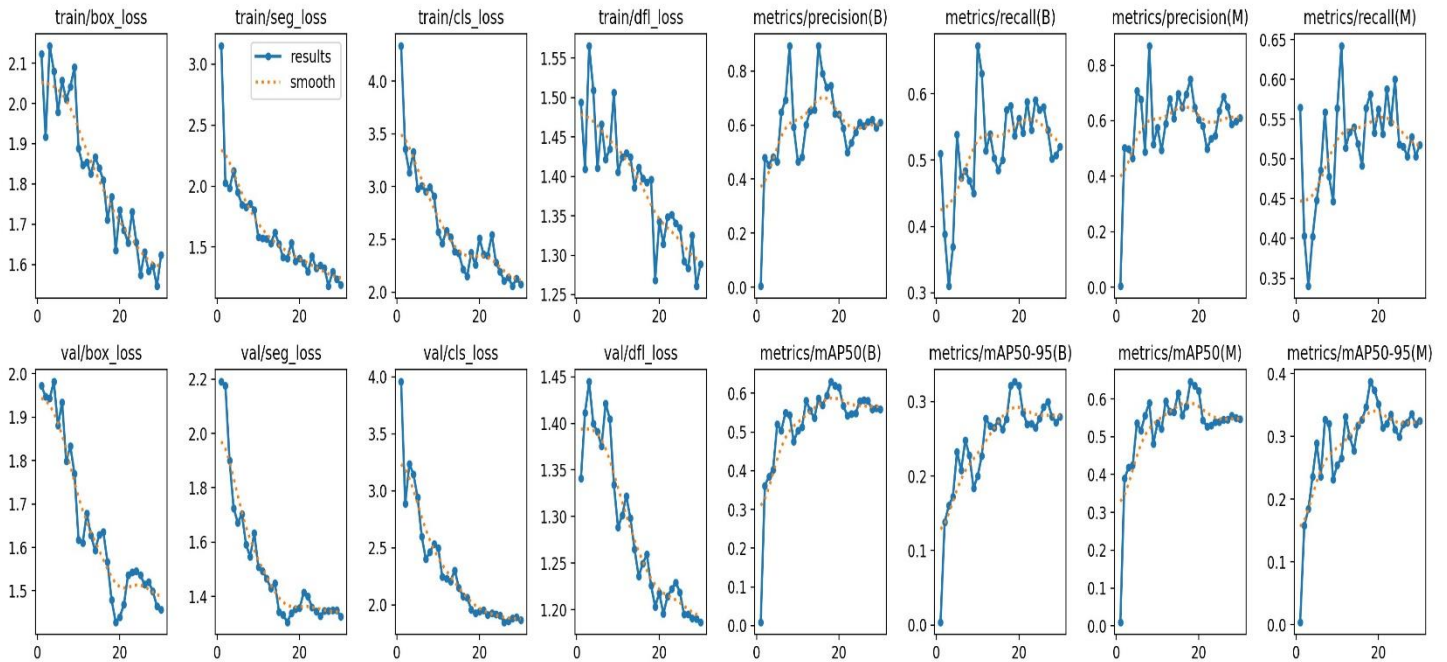 train/box_loss train/seg_loss train/cls_loss train/dfl_loss metrics/precision(B) metrics/recall(B) metrics/precision(M) metrics/recall(M)
results
smooth
2.1 2.0 1.9 1.8 1.7 1.6
0 20
3.0 2.5 2.0 1.5
0 20
4.0 3.5 3.0 2.5 2.0
0 20
1.55 1.50 1.45 1.40 1.35 1.30 1.25
0 20
0.8 0.6 0.4 0.2 0.0
0 20
0.6 0.5 0.4 0.3
0 20
0.8 0.6 0.4 0.2 0.0
0 20
0.65 0.60 0.55 0.50 0.45 0.40 0.35
0 20
val/box_loss val/seg_loss val/cls_loss val/dfl_loss metrics/mAP50(B) metrics/mAP50-95(B) metrics/mAP50(M) metrics/mAP50-95(M)
2.0 1.9 1.8 1.7 1.6 1.5
0 20
2.2 2.0 1.8 1.6 1.4
0 20
4.0 3.5 3.0 2.5 2.0
0 20
1.45 1.40 1.35 1.30 1.25 1.20
0 20
0.6 0.5 0.4 0.3 0.2 0.1 0.0
0 20
0.3 0.2 0.1 0.0
0 20
0.6 0.5 0.4 0.3 0.2 0.1 0.0
0 20
0.4 0.3 0.2 0.1 0.0
0 20